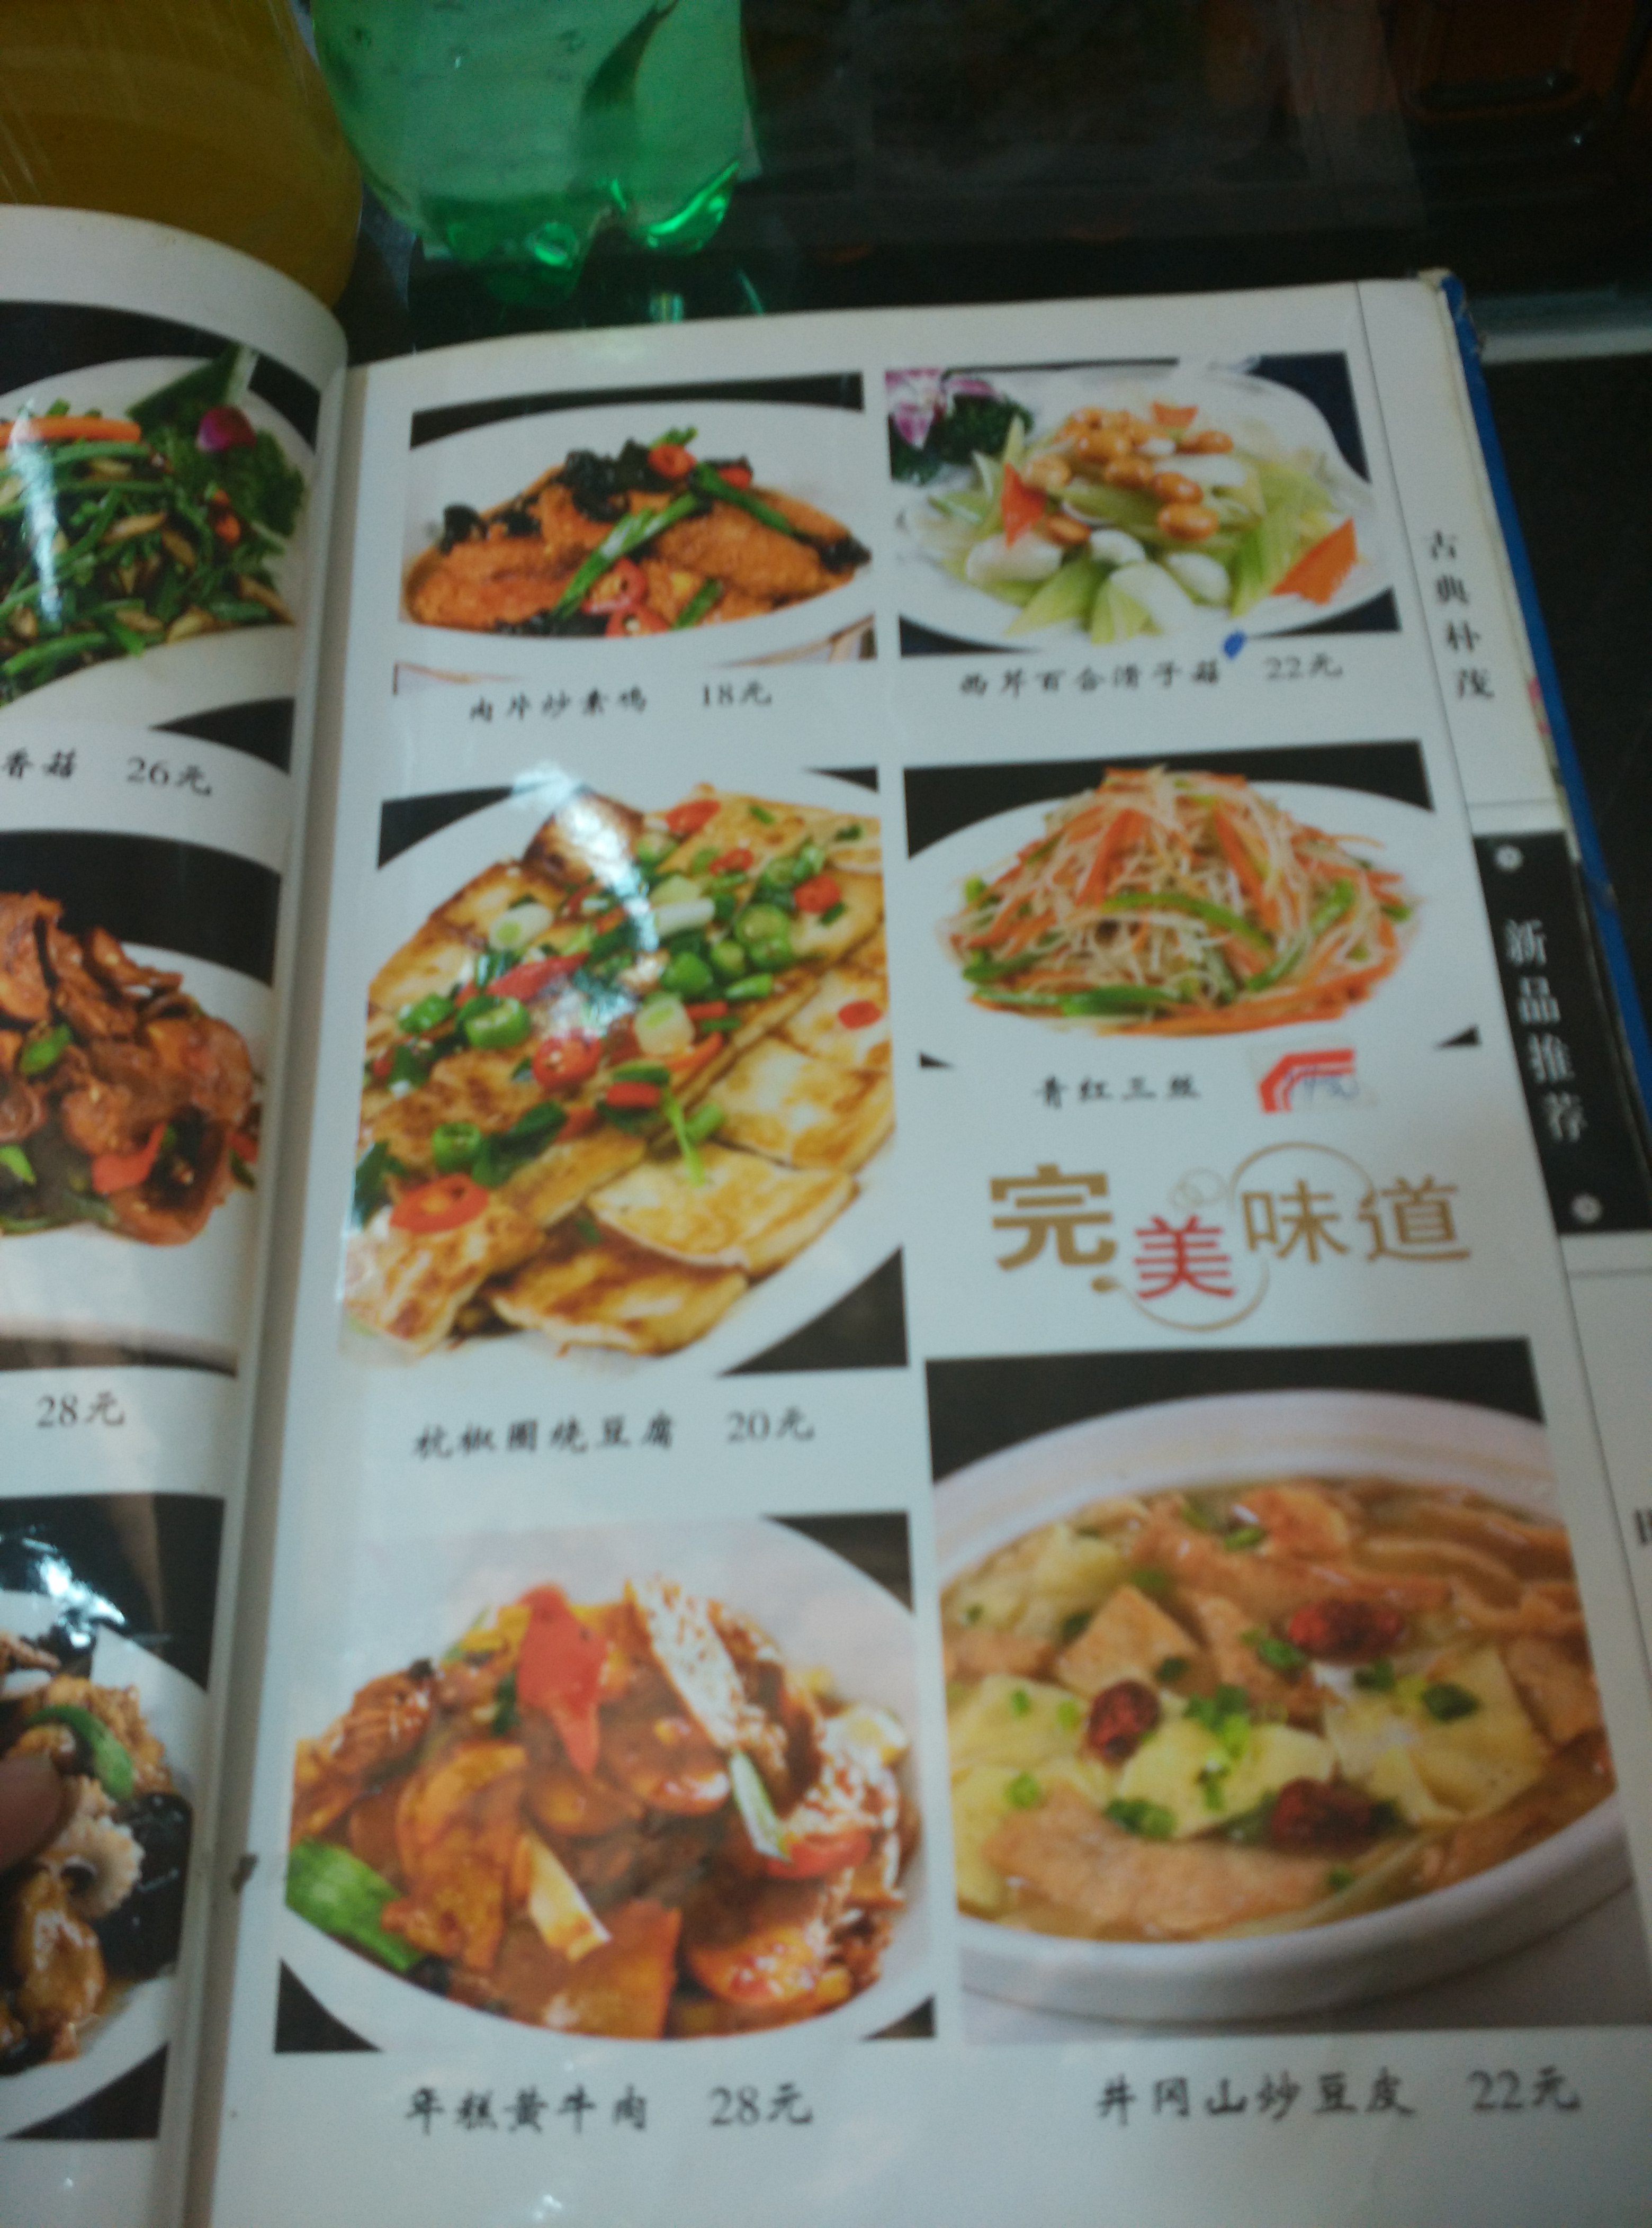 香菇 26元
28元
肉片炒素鸡 18元
西芹百合滑子菇 22元
杭椒圈烧豆腐 20元
青红三丝
完美味道
年糕黄牛肉 28元
井冈山炒豆皮 22元
古典朴茂
新品推荐